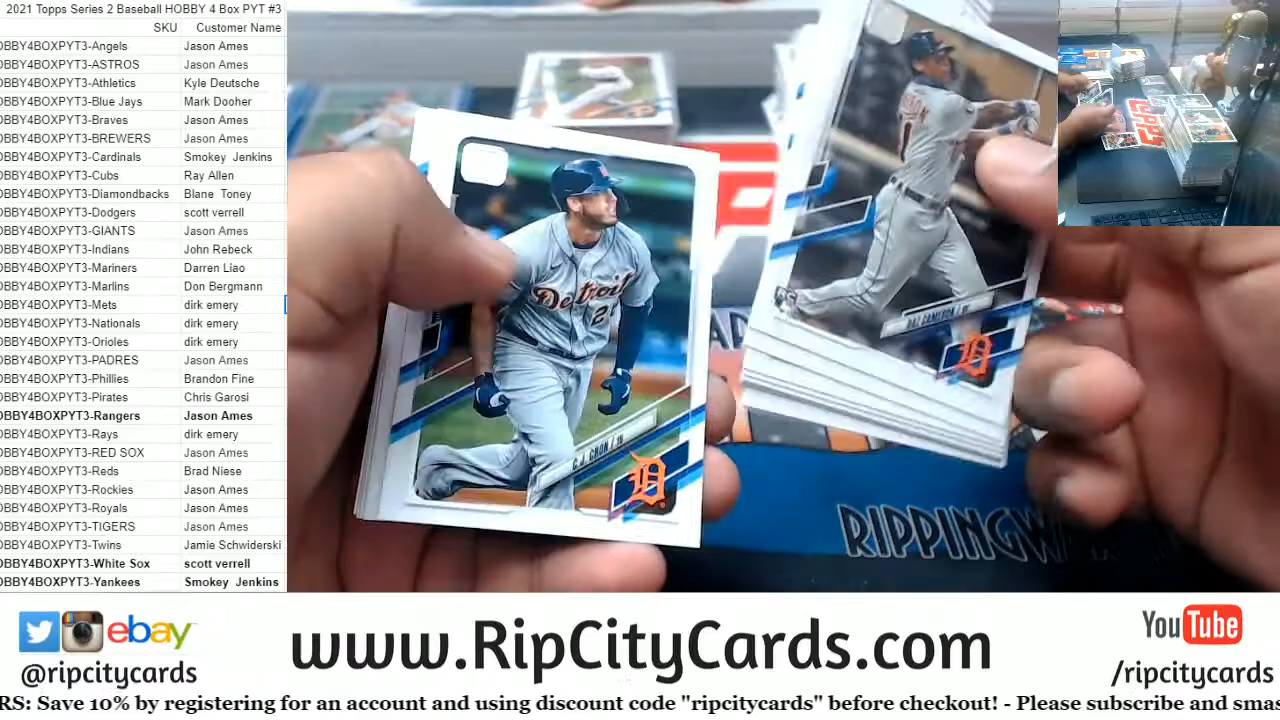 2021 Topps Series 2 Baseball HOBBY 4 Box PYT #3
SKU Customer Name
OBBY4BOXPYT3-Angels Jason Ames
OBBY4BOXPYT3-ASTROS Jason Ames
OBBY4BOXPYT3-Athletics Kyle Deutsche
OBBY4BOXPYT3-Blue Jays Mark Dooher
OBBY4BOXPYT3-Braves Jason Ames
OBBY4BOXPYT3-BREWERS Jason Ames
OBBY4BOXPYT3-Cardinals Smokey Jenkins
OBBY4BOXPYT3-Cubs Ray Allen
OBBY4BOXPYT3-Diamondbacks Blane Toney
OBBY4BOXPYT3-Dodgers scott verrell
OBBY4BOXPYT3-GIANTS Jason Ames
OBBY4BOXPYT3-Indians John Rebeck
OBBY4BOXPYT3-Mariners Darren Liao
OBBY4BOXPYT3-Marlins Don Bergmann
OBBY4BOXPYT3-Mets dirk emery
OBBY4BOXPYT3-Nationals dirk emery
OBBY4BOXPYT3-Orioles dirk emery
OBBY4BOXPYT3-PADRES Jason Ames
OBBY4BOXPYT3-Phillies Brandon Fine
OBBY4BOXPYT3-Pirates Chris Garosi
OBBY4BOXPYT3-Rangers Jason Ames
OBBY4BOXPYT3-Rays dirk emery
OBBY4BOXPYT3-RED SOX Jason Ames
OBBY4BOXPYT3-Reds Brad Niese
OBBY4BOXPYT3-Rockies Jason Ames
OBBY4BOXPYT3-Royals Jason Ames
OBBY4BOXPYT3-TIGERS Jason Ames
OBBY4BOXPYT3-Twins Jamie Schwiderski
OBBY4BOXPYT3-White Sox scott verrell
OBBY4BOXPYT3-Yankees Smokey Jenkins
Detroit
C.J. CRON / 1B
DAZ CAMERON / OF
D
D
TOPPS
RIPPINGW
ebay
@ripcitycards
www.RipCityCards.com
YouTube
/ripcitycards
RS: Save 10% by registering for an account and using discount code "ripcitycards" before checkout! - Please subscribe and smas